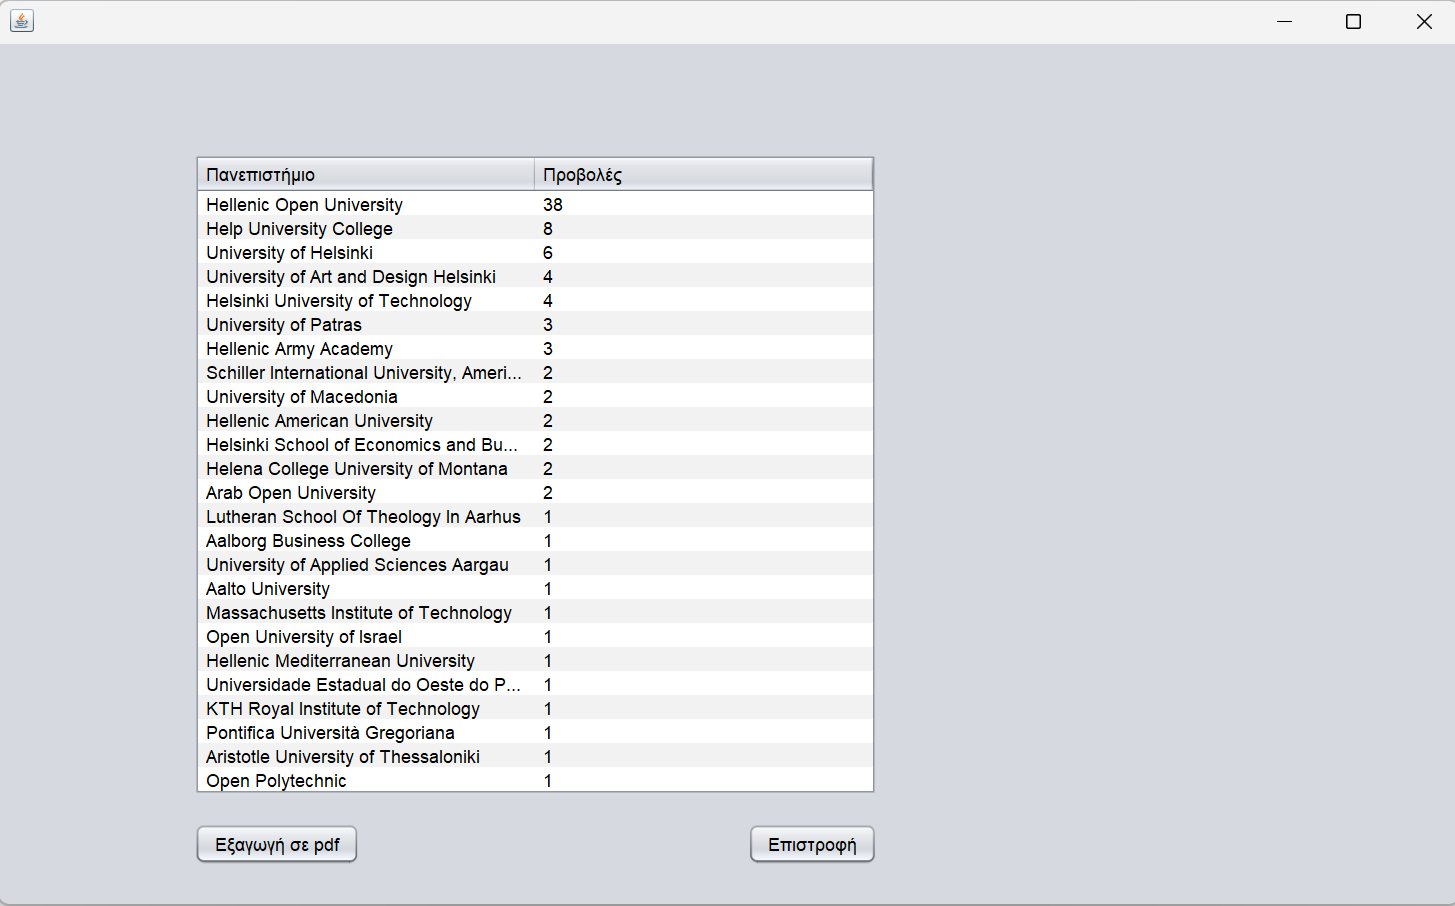 Πανεπιστήμιο Προβολές
Hellenic Open University 38
Help University College 8
University of Helsinki 6
University of Art and Design Helsinki 4
Helsinki University of Technology 4
University of Patras 3
Hellenic Army Academy 3
Schiller International University, Ameri... 2
University of Macedonia 2
Hellenic American University 2
Helsinki School of Economics and Bu... 2
Helena College University of Montana 2
Arab Open University 2
Lutheran School Of Theology In Aarhus 1
Aalborg Business College 1
University of Applied Sciences Aargau 1
Aalto University 1
Massachusetts Institute of Technology 1
Open University of Israel 1
Hellenic Mediterranean University 1
Universidade Estadual do Oeste do P... 1
KTH Royal Institute of Technology 1
Pontifica Università Gregoriana 1
Aristotle University of Thessaloniki 1
Open Polytechnic 1
Εξαγωγή σε pdf Επιστροφή